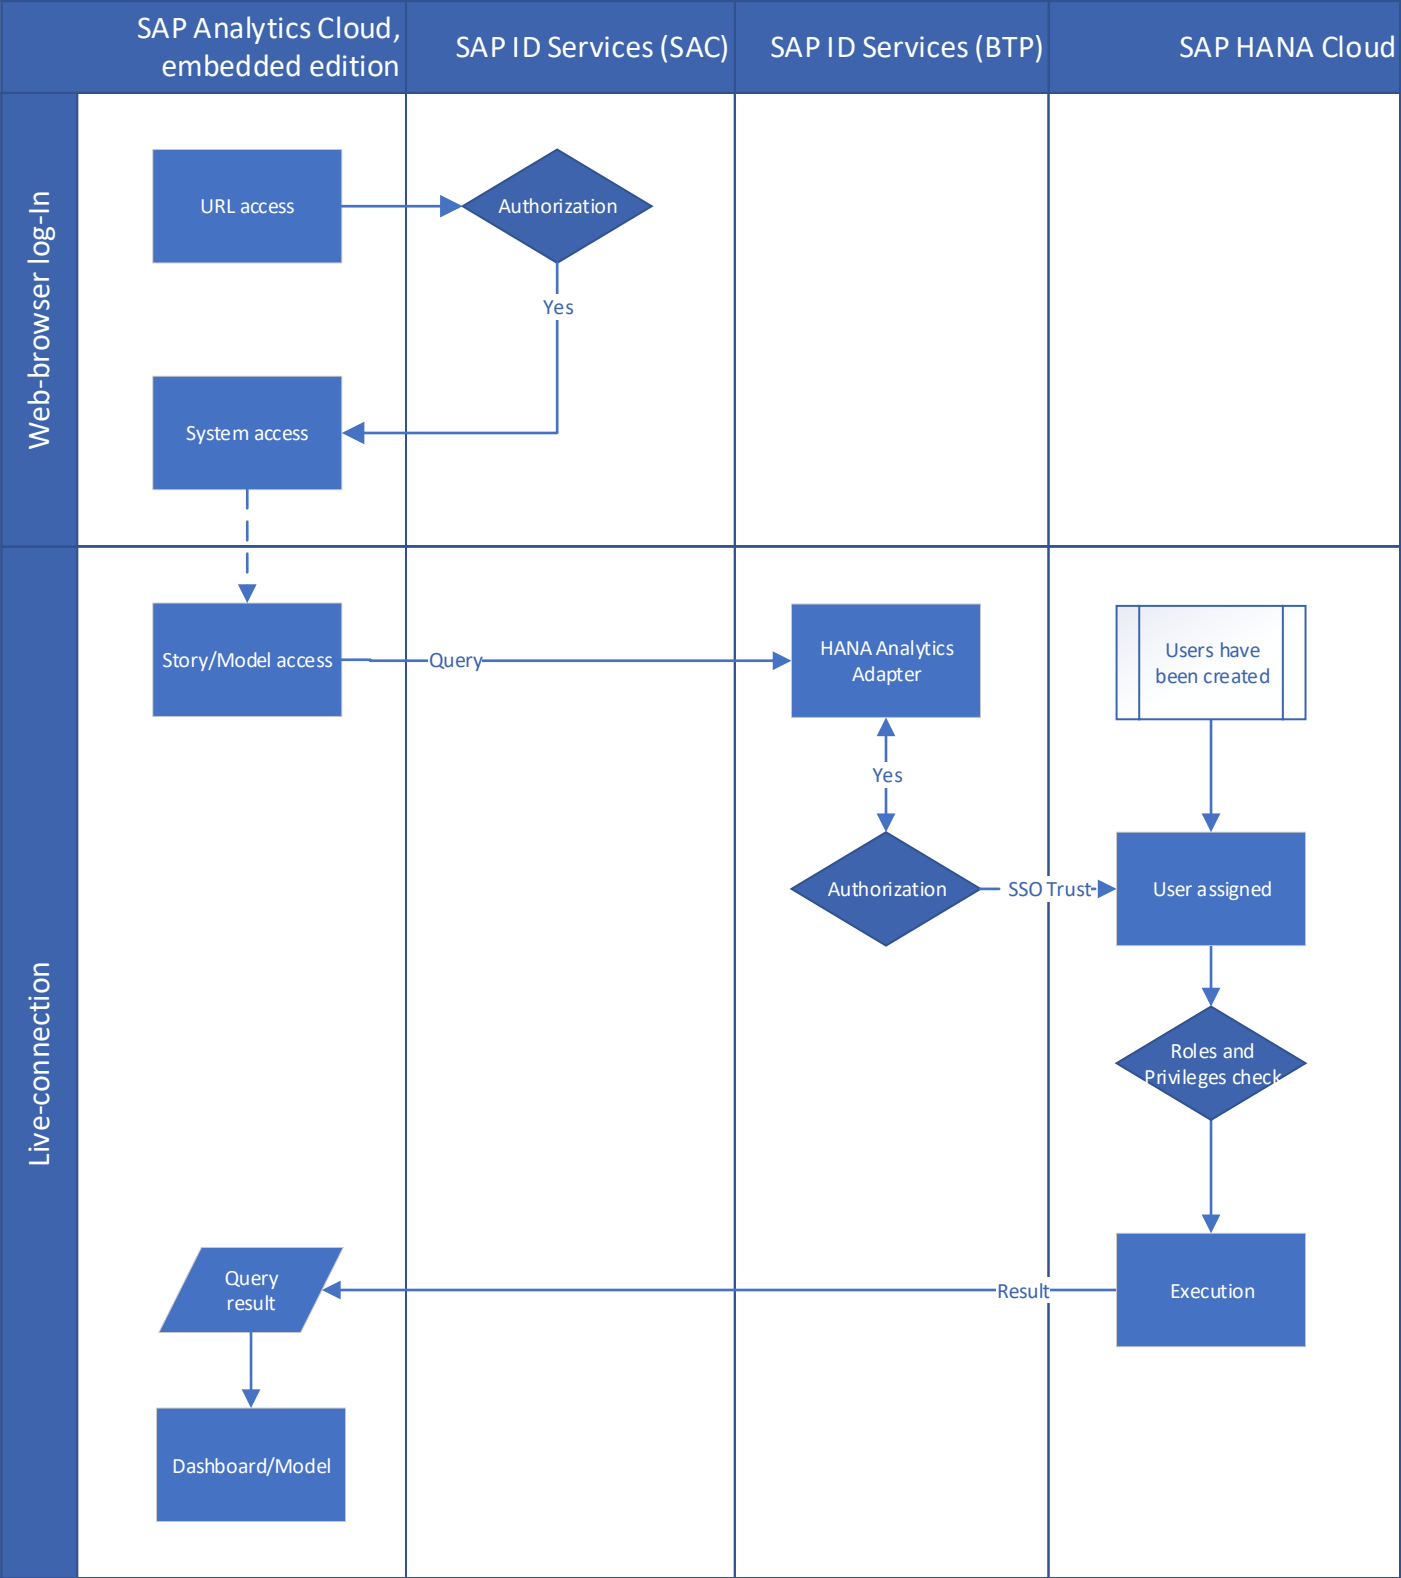 SAP Analytics Cloud,
embedded edition
SAP ID Services (SAC)
SAP ID Services (BTP)
SAP HANA Cloud
Web-browser log-In
URL access
Authorization
Yes
System access
Live-connection
Story/Model access
Query
HANA Analytics
Adapter
Users have
been created
Yes
Authorization
SSO Trust
User assigned
Roles and
Privileges check
Query
result
Result
Execution
Dashboard/Model